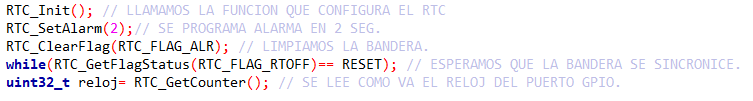 RTC_Init(); // LLAMAMOS LA FUNCION QUE CONFIGURA EL RTC
RTC_SetAlarm(2);// SE PROGRAMA ALARMA EN 2 SEG.
RTC_ClearFlag(RTC_FLAG_ALR); // LIMPIAMOS LA BANDERA.
while(RTC_GetFlagStatus(RTC_FLAG_RTOFF)== RESET); // ESPERAMOS QUE LA BANDERA SE SINCRONICE.
uint32_t reloj= RTC_GetCounter(); // SE LEE COMO VA EL RELOJ DEL PUERTO GPIO.